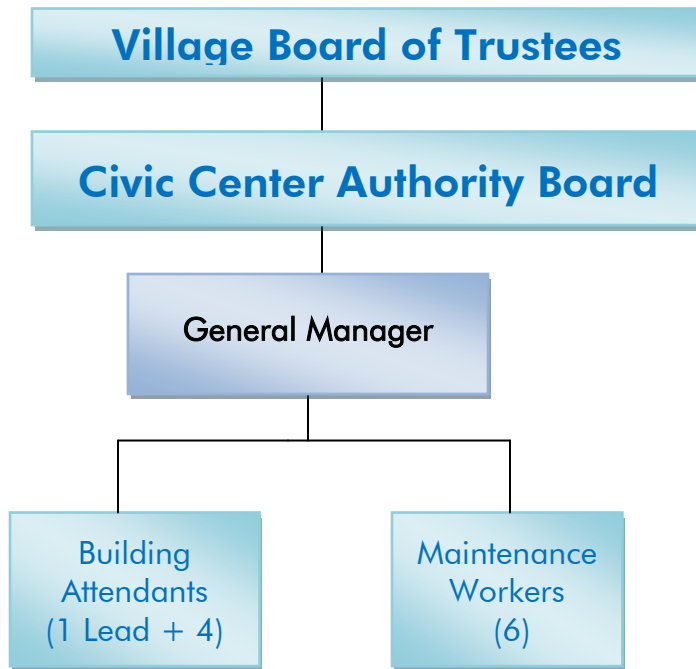 Village Board of Trustees
Civic Center Authority Board
General Manager
Building
Attendants
(1 Lead + 4)
Maintenance
Workers
(6)